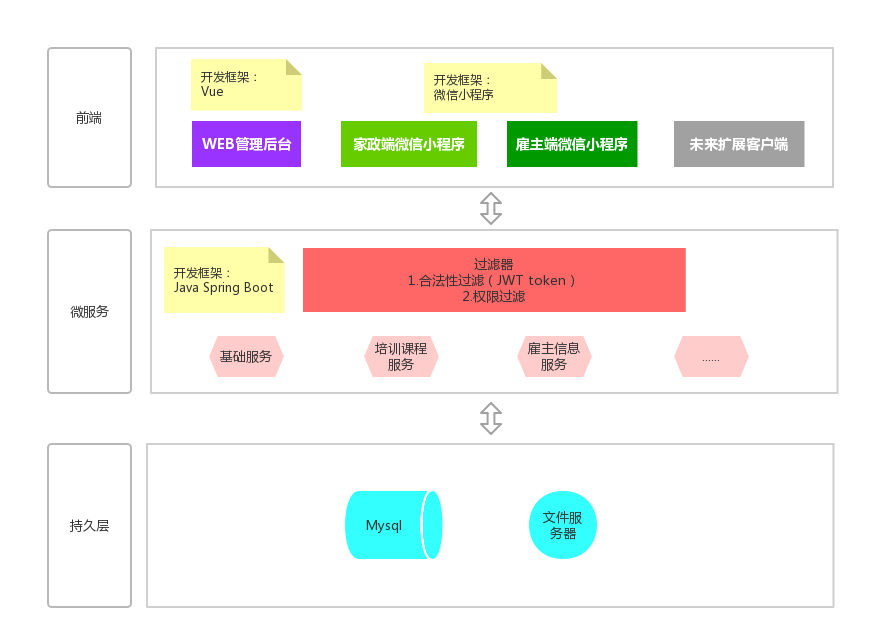 前端
开发框架：
Vue
开发框架：
微信小程序
WEB管理后台
家政端微信小程序
雇主端微信小程序
未来扩展客户端
微服务
开发框架：
Java Spring Boot
过滤器
1.合法性过滤 ( JWT token )
2.权限过滤
基础服务
培训课程
服务
雇主信息
服务
......
持久层
Mysql
文件服
务器